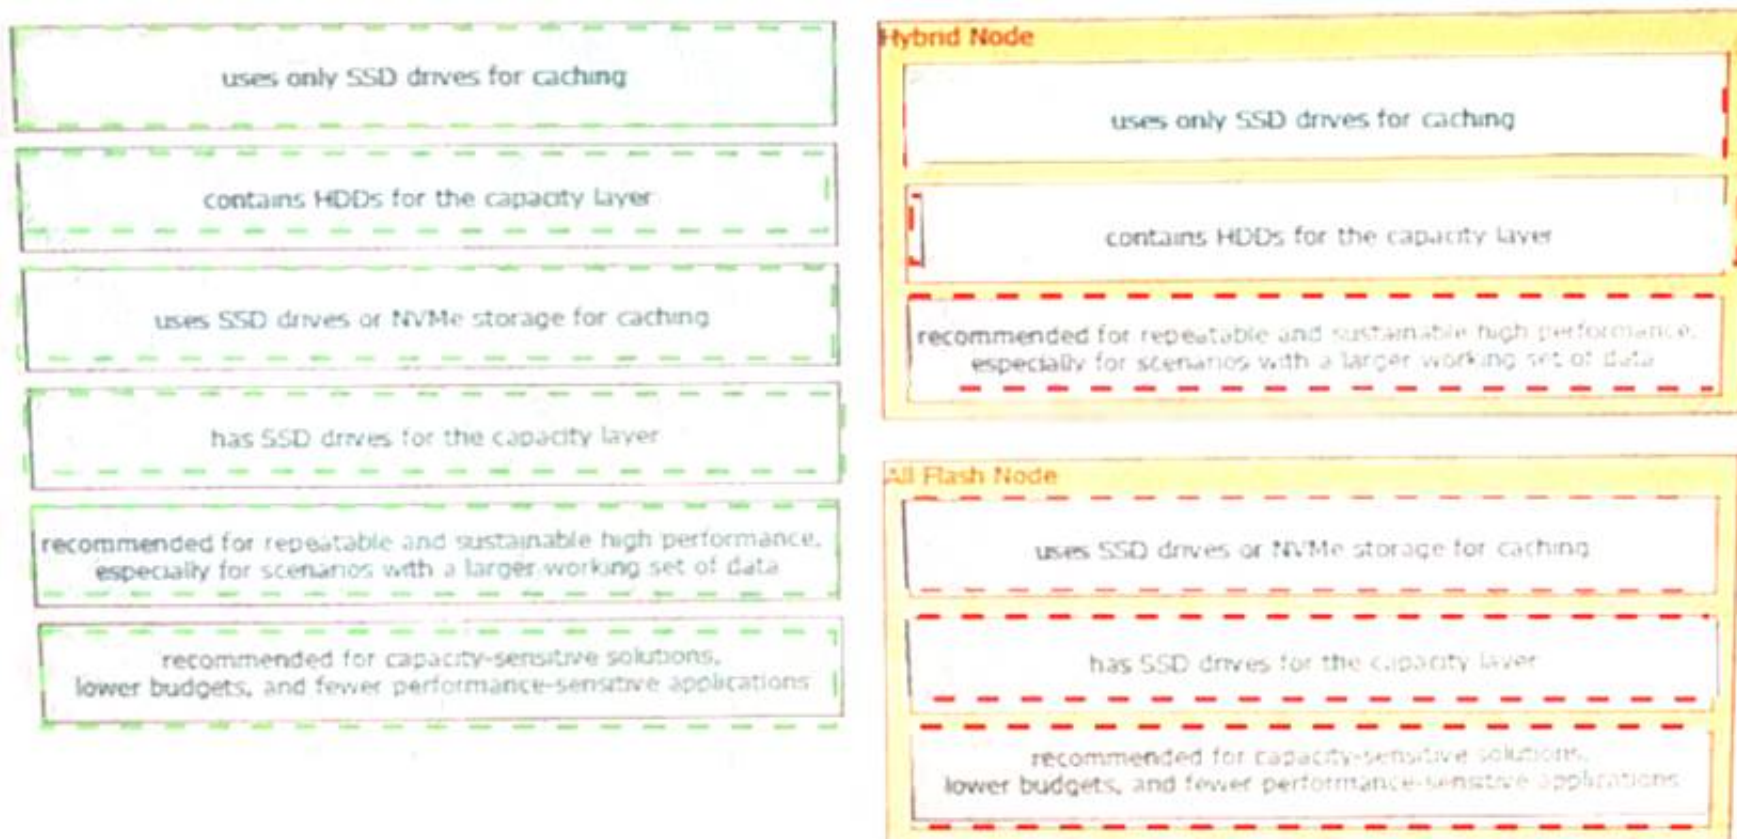 uses only SSD drives for caching
contains HDDs for the capacity layer
uses SSD drives or NVMe storage for caching
has SSD drives for the capacity layer
recommended for repeatable and sustainable high performance,
especially for scenarios with a larger working set of data
recommended for capacity-sensitive solutions,
lower budgets, and fewer performance-sensitive applications
Hybrid Node
uses only SSD drives for caching
contains HDDs for the capacity layer
recommended for repeatable and sustainable high performance,
especially for scenarios with a larger working set of data
All Flash Node
uses SSD drives or NVMe storage for caching
has SSD drives for the capacity layer
recommended for capacity-sensitive solutions,
lower budgets, and fewer performance-sensitive applications